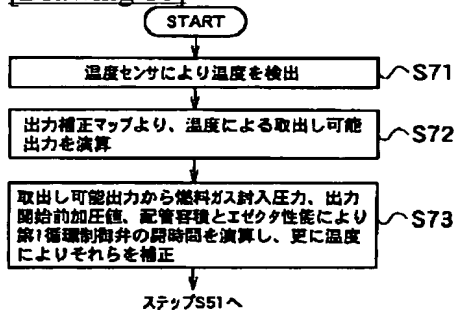 START
温度センサにより温度を検出
S71
出力補正マップより、温度による取出し可能
出力を演算
S72
取出し可能出力から燃料ガス封入圧力、出力
開始前加圧値、配管容積とエゼクタ性能により
第1循環制御弁の開時間を演算し、更に温度
によりそれらを補正
S73
ステップS51へ